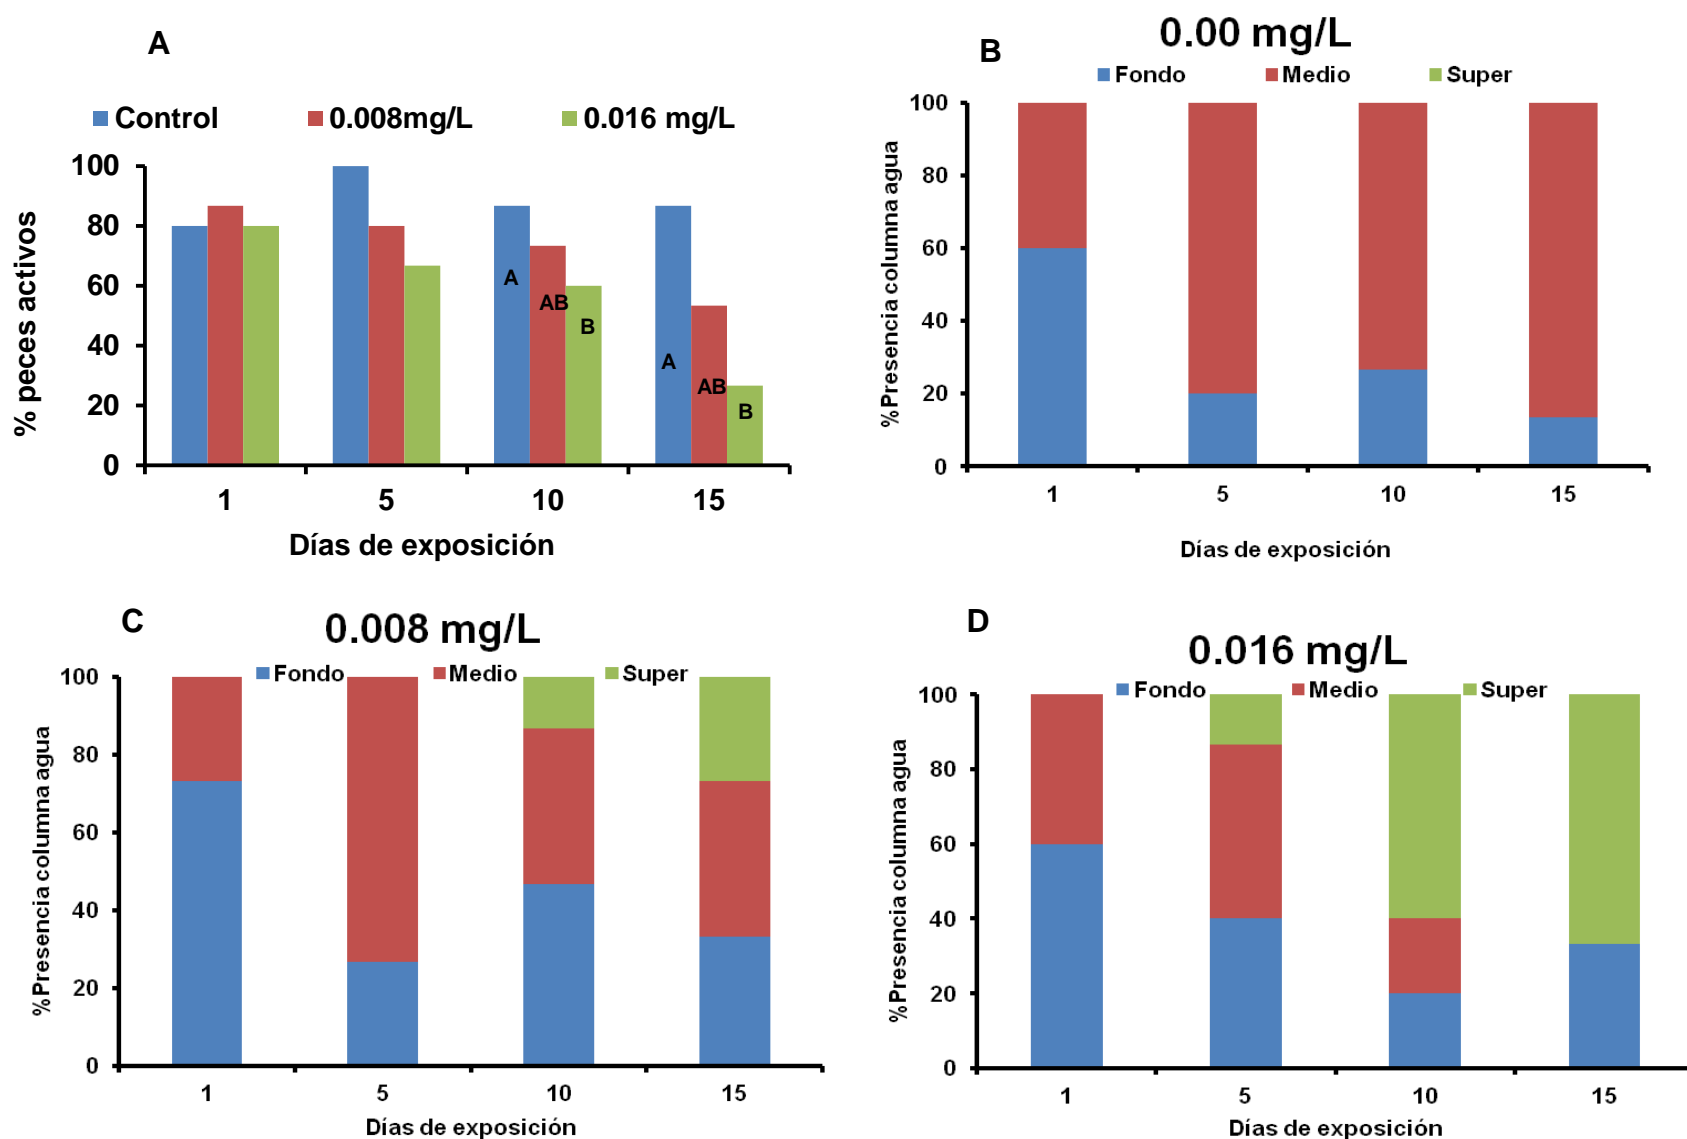 A
Control 0.008mg/L 0.016 mg/L
% peces activos
100
80
60
40
20
0
A AB B
A AB B
1 5 10 15
Días de exposición
B
0.00 mg/L
Fondo Medio Super
%Presencia columna agua
100
80
60
40
20
0
1 5 10 15
Días de exposición
C
0.008 mg/L
Fondo Medio Super
%Presencia columna agua
100
80
60
40
20
0
1 5 10 15
Días de exposición
D
0.016 mg/L
Fondo Medio Super
%Presencia columna agua
100
80
60
40
20
0
1 5 10 15
Días de exposición